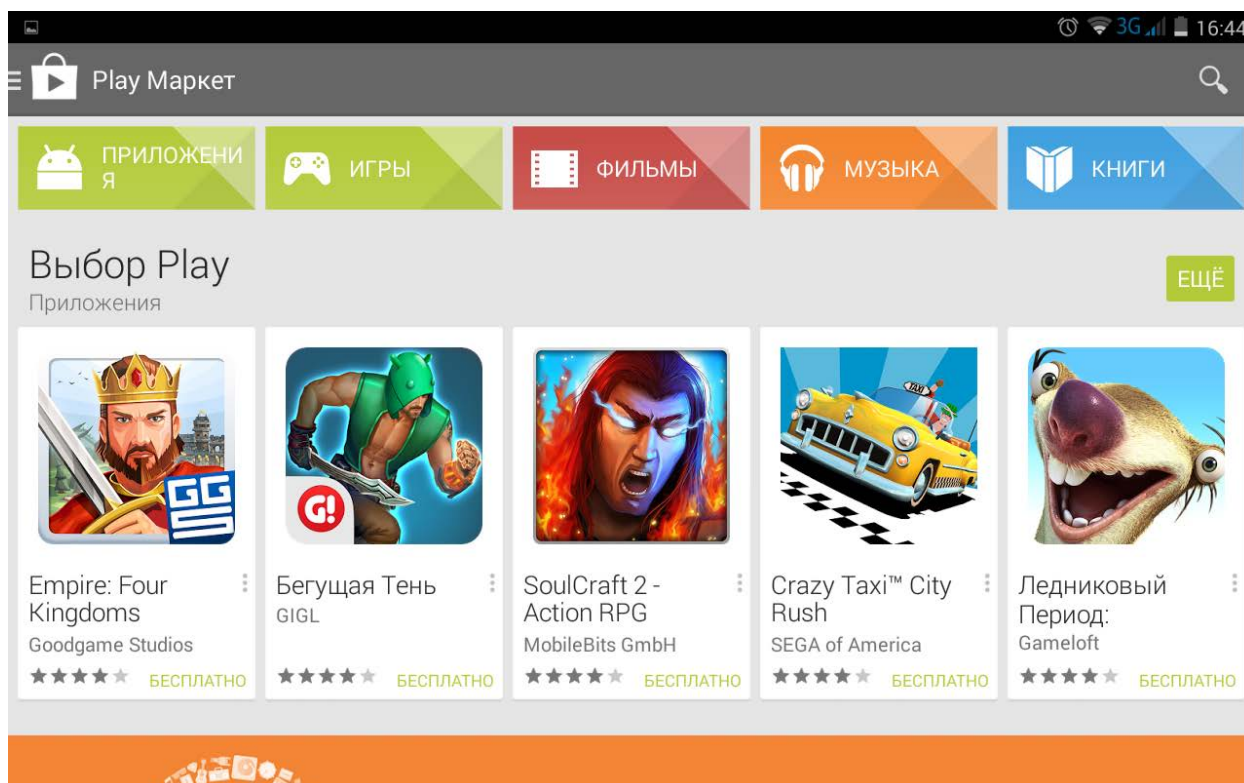 3G 16:44
Play Маркет
ПРИЛОЖЕНИ
Я
ИГРЫ
ФИЛЬМЫ
МУЗЫКА
КНИГИ
Выбор Play
ЕЩЁ
Приложения
GGS
G!
TAXI
Empire: Four
Kingdoms
Goodgame Studios
БЕСПЛАТНО
Бегущая Тень
GIGL
БЕСПЛАТНО
SoulCraft 2 -
Action RPG
MobileBits GmbH
БЕСПЛАТНО
Crazy Taxi™ City
Rush
SEGA of America
БЕСПЛАТНО
Ледниковый
Период:
Gameloft
БЕСПЛАТНО